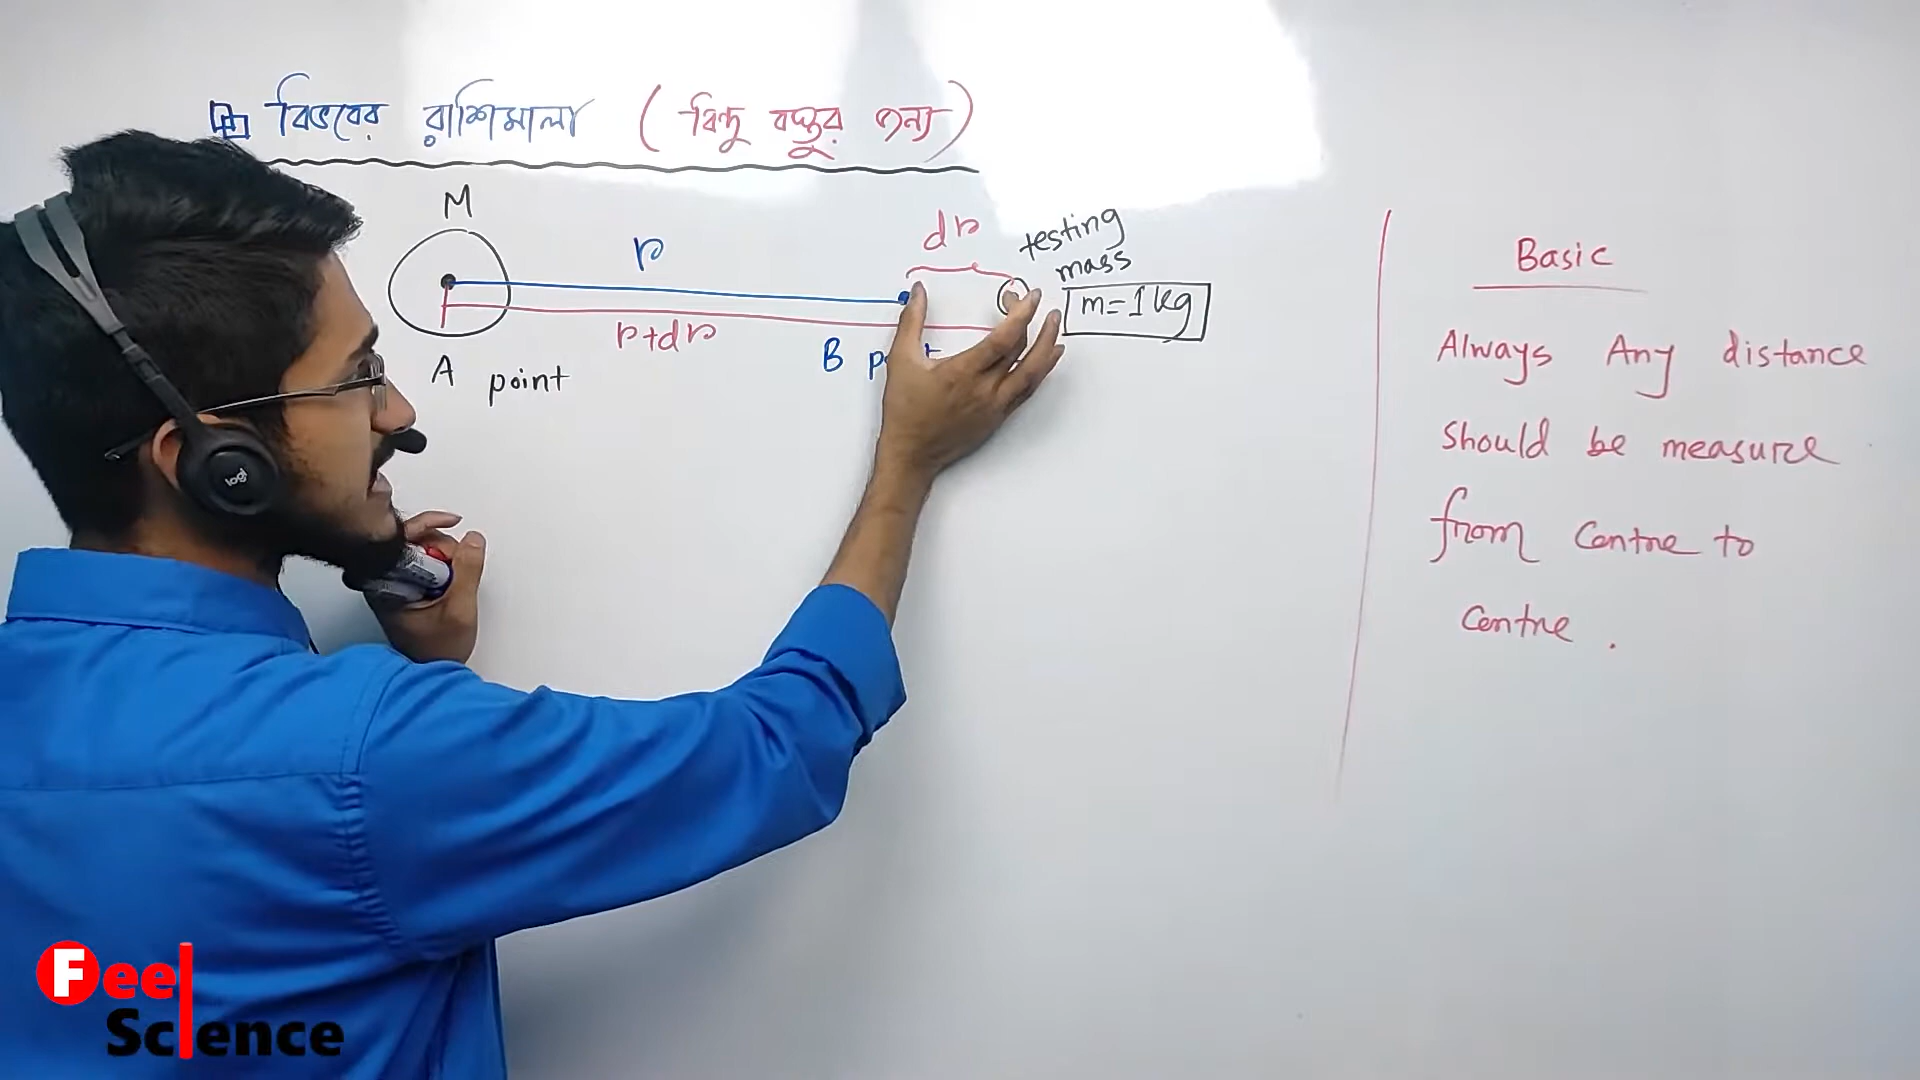 বিভবের রাশিমালা (বিন্দু বস্তুর জন্য)
M
r
dr
testing
mass
m=1kg
r+dr
A point
B
Basic
Always Any distance
should be measure
from Centre to
Centre.
logi
Feel
Science